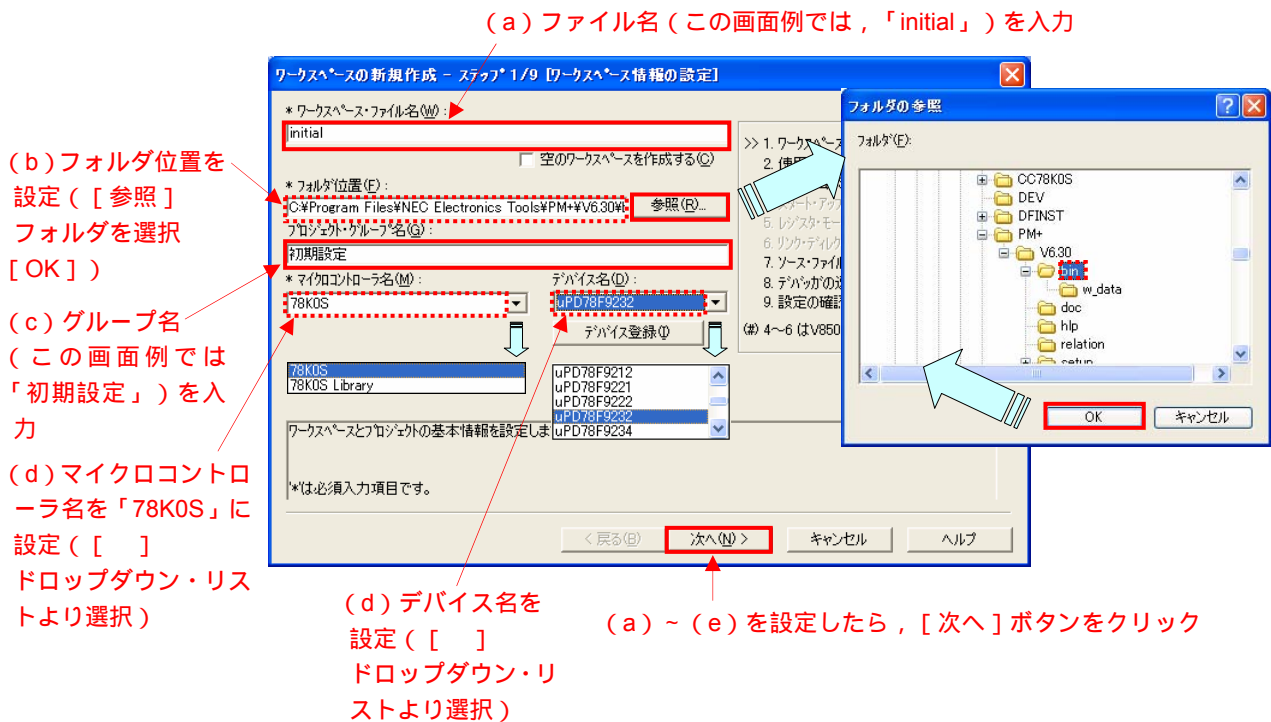 (a)ファイル名(この画面例では,「initial」)を入力
ワークスペースの新規作成 - ステップ 1/9 [ワークスペース情報の設定]
* ワークスペース・ファイル名(W) :
initial
空のワークスペースを作成する(C)
* フォルダ位置(F) :
C:¥Program Files¥NEC Electronics Tools¥PM+¥V6.30¥
参照(R)...
プロジェクト・グループ名(G) :
初期設定
* マイクロコントローラ名(M) :
78K0S
デバイス名(D) :
uPD78F9232
デバイス登録(I)
78K0S
78K0S Library
uPD78F9212
uPD78F9221
uPD78F9222
uPD78F9232
uPD78F9234
>> 1. ワークスペース
2. 使用
5. レジスタ・モー
6. リンク・ディレク
7. ソース・ファイル
8. デバッガの
9. 設定の確認
(#) 4~6 はV850
ワークスペースとプロジェクトの基本情報を設定しま
'*'は必須入力項目です。
< 戻る(B)
次へ(N) >
キャンセル
ヘルプ
フォルダの参照
フォルダ(F):
CC78K0S
DEV
DFINST
PM+
V6.30
bin
w_data
doc
hlp
relation
setup
OK
キャンセル
(b)フォルダ位置を
設定([参照]
フォルダを選択
[OK])
(c)グループ名
(この画面例では
「初期設定」)を入
力
(d)マイクロコントロ
ーラ名を「78K0S」に
設定([ ]
ドロップダウン・リス
トより選択)
(d)デバイス名を
設定([ ]
ドロップダウン・リ
ストより選択)
(a)~(e)を設定したら,[次へ]ボタンをクリック